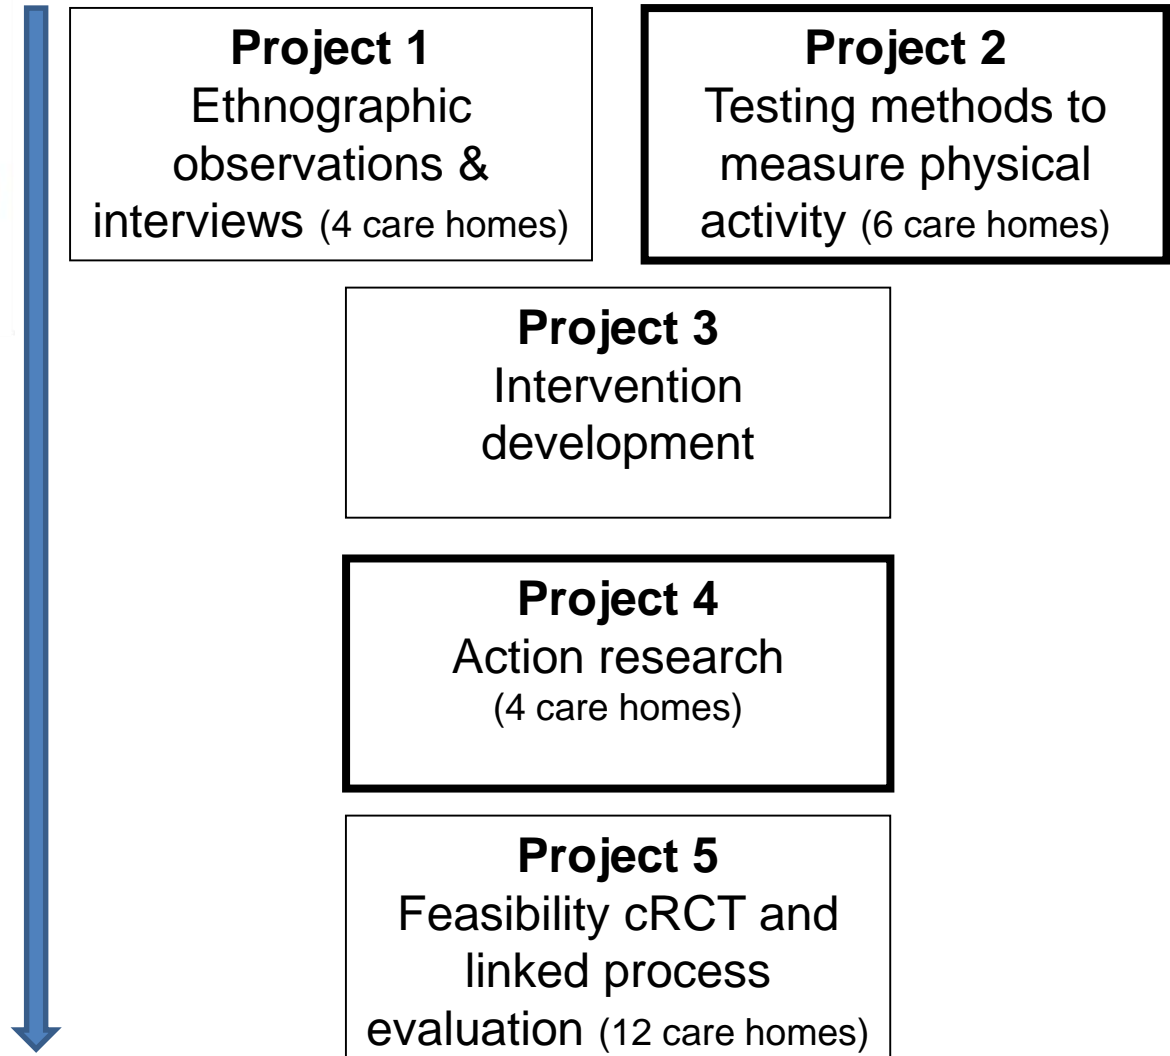 Project 1
Ethnographic
observations &
interviews (4 care homes)
Project 2
Testing methods to
measure physical
activity (6 care homes)
Project 3
Intervention
development
Project 4
Action research
(4 care homes)
Project 5
Feasibility cRCT and
linked process
evaluation (12 care homes)